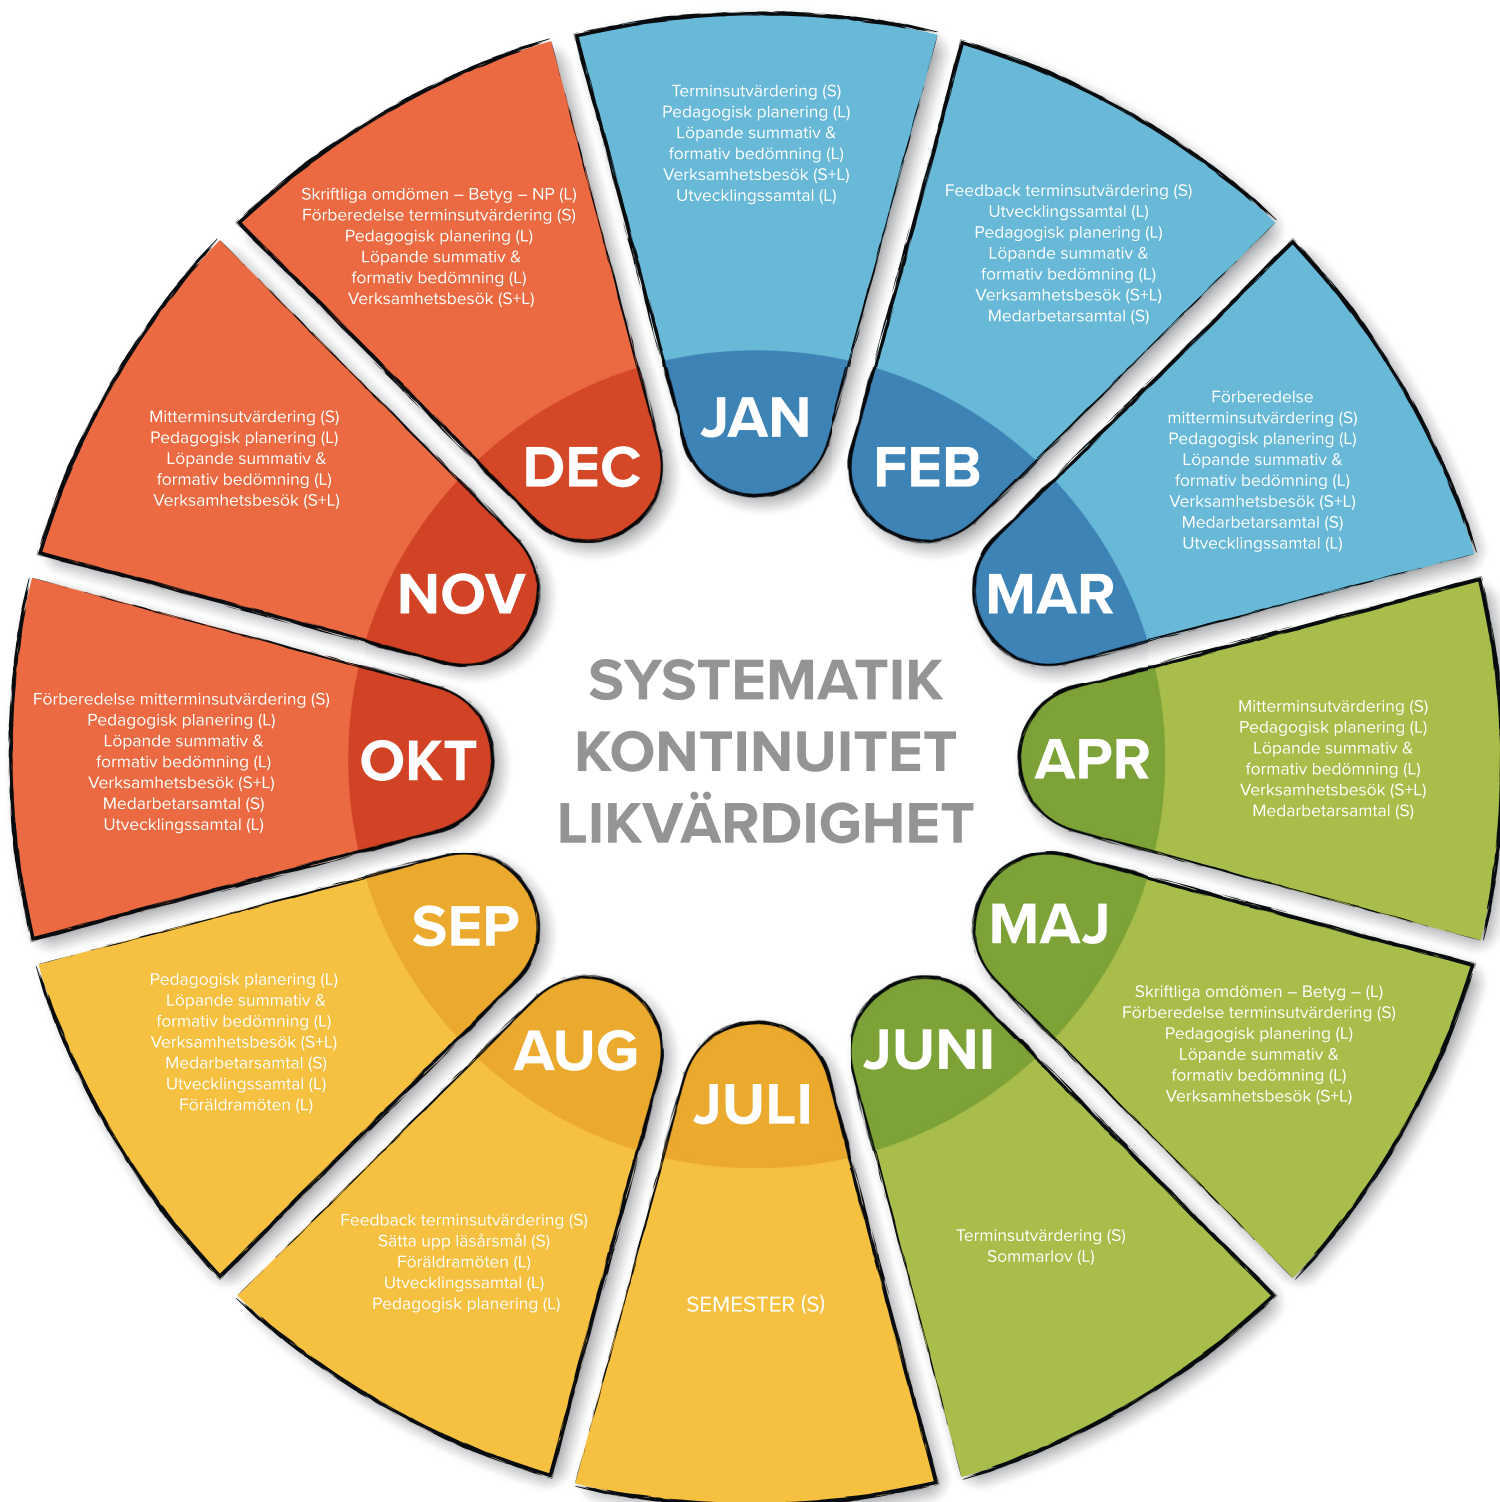 JAN
Terminsutvärdering (S)
Pedagogisk planering (L)
Löpande summativ &
formativ bedömning (L)
Verksamhetsbesök (S+L)
Utvecklingssamtal (L)
FEB
Feedback terminsutvärdering (S)
Utvecklingssamtal (L)
Pedagogisk planering (L)
Löpande summativ &
formativ bedömning (L)
Verksamhetsbesök (S+L)
Medarbetarsamtal (S)
MAR
Förberedelse
mitterminsutvärdering (S)
Pedagogisk planering (L)
Löpande summativ &
formativ bedömning (L)
Verksamhetsbesök (S+L)
Medarbetarsamtal (S)
Utvecklingssamtal (L)
APR
Mitterminsutvärdering (S)
Pedagogisk planering (L)
Löpande summativ &
formativ bedömning (L)
Verksamhetsbesök (S+L)
Medarbetarsamtal (S)
MAJ
Skriftliga omdömen – Betyg – (L)
Förberedelse terminsutvärdering (S)
Pedagogisk planering (L)
Löpande summativ &
formativ bedömning (L)
Verksamhetsbesök (S+L)
JUNI
Terminsutvärdering (S)
Sommarlov (L)
JULI
SEMESTER (S)
AUG
Feedback terminsutvärdering (S)
Sätta upp läsårsmål (S)
Föräldramöten (L)
Utvecklingssamtal (L)
Pedagogisk planering (L)
SEP
Pedagogisk planering (L)
Löpande summativ &
formativ bedömning (L)
Verksamhetsbesök (S+L)
Medarbetarsamtal (S)
Utvecklingssamtal (L)
Föräldramöten (L)
OKT
Förberedelse mitterminsutvärdering (S)
Pedagogisk planering (L)
Löpande summativ &
formativ bedömning (L)
Verksamhetsbesök (S+L)
Medarbetarsamtal (S)
Utvecklingssamtal (L)
NOV
Mitterminsutvärdering (S)
Pedagogisk planering (L)
Löpande summativ &
formativ bedömning (L)
Verksamhetsbesök (S+L)
DEC
Skriftliga omdömen – Betyg – NP (L)
Förberedelse terminsutvärdering (S)
Pedagogisk planering (L)
Löpande summativ &
formativ bedömning (L)
Verksamhetsbesök (S+L)
SYSTEMATIK
KONTINUITET
LIKVÄRDIGHET